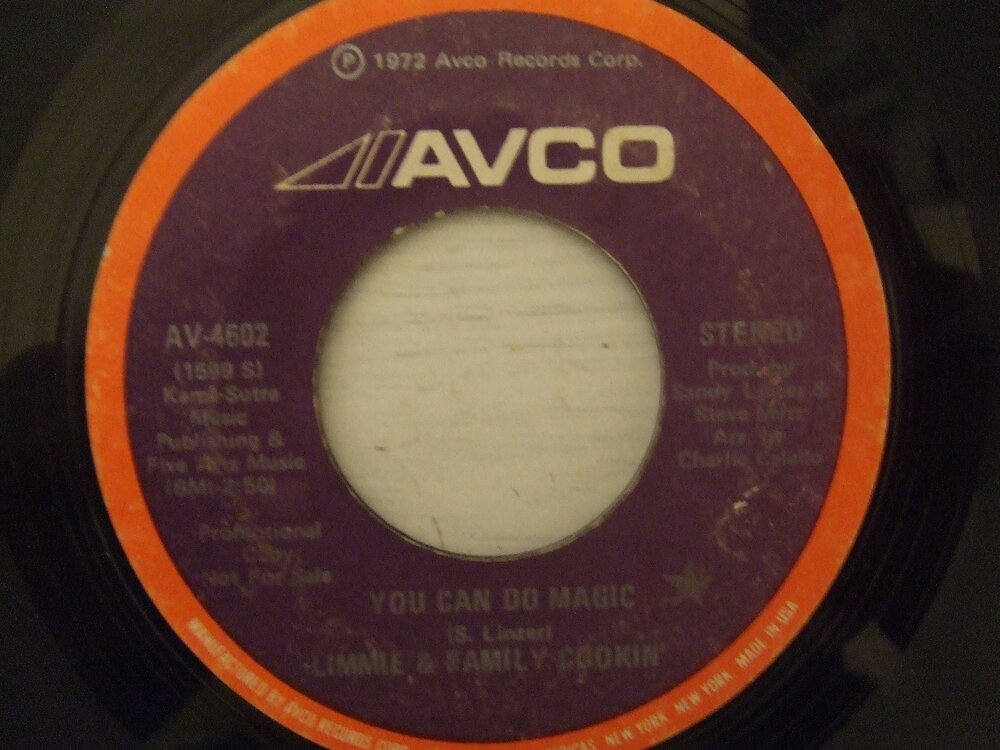 Ⓟ 1972 Avco Records Corp.
AVCO
AV-4602
(1599 S)
Kama-Sutra
Music
Publishing &
Five Arts Music
(BMI-2:50)
Promotional
Copy
Not For Sale
STEREO
Prod. by
Sandy &
Steve
Arr. by
Charlie Calello
YOU CAN DO MAGIC
(S. Linzer)
LIMMIE & FAMILY COOKIN'
MANUFACTURED BY AVCO RECORDS CORP. AMERICAS, NEW YORK, NEW YORK MADE IN USA